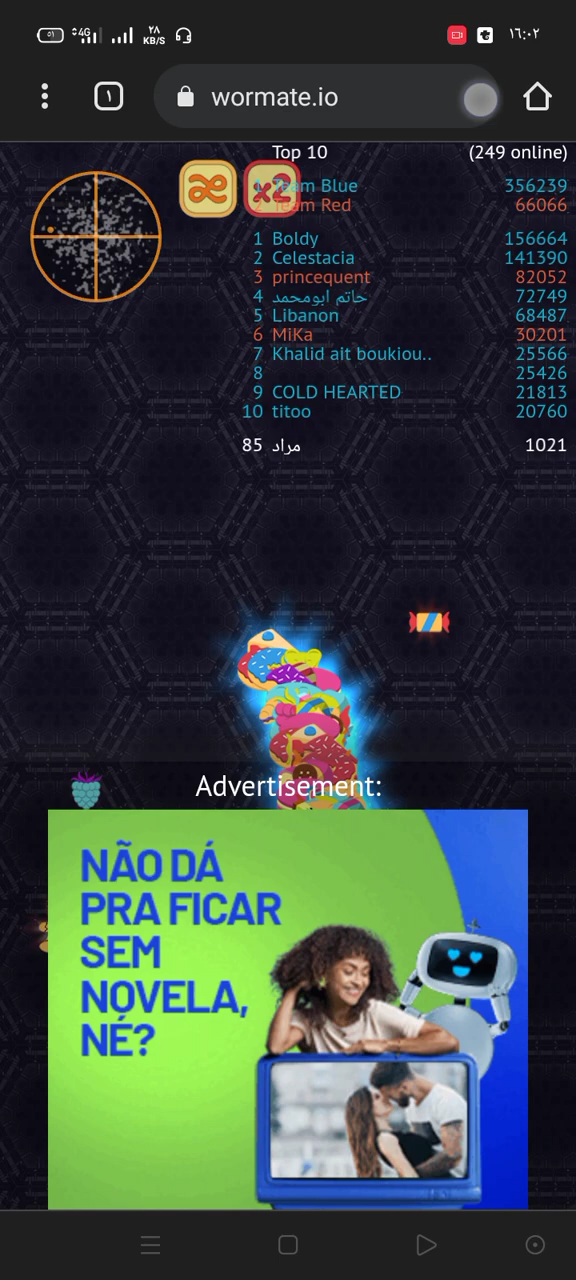 ٥١ 4G ٢٨ KB/S ١٦:٠٢
١ wormate.io
Top 10 (249 online)
x2
1 Team Blue 356239
2 Team Red 66066
1 Boldy 156664
2 Celestacia 141390
3 princequent 82052
4 حاتم ابومحمد 72749
5 Libanon 68487
6 MiKa 30201
7 Khalid ait boukiou.. 25566
8 25426
9 COLD HEARTED 21813
10 titoo 20760
85 مراد 1021
Advertisement:
NÃO DÁ
PRA FICAR
SEM
NOVELA,
NÉ?